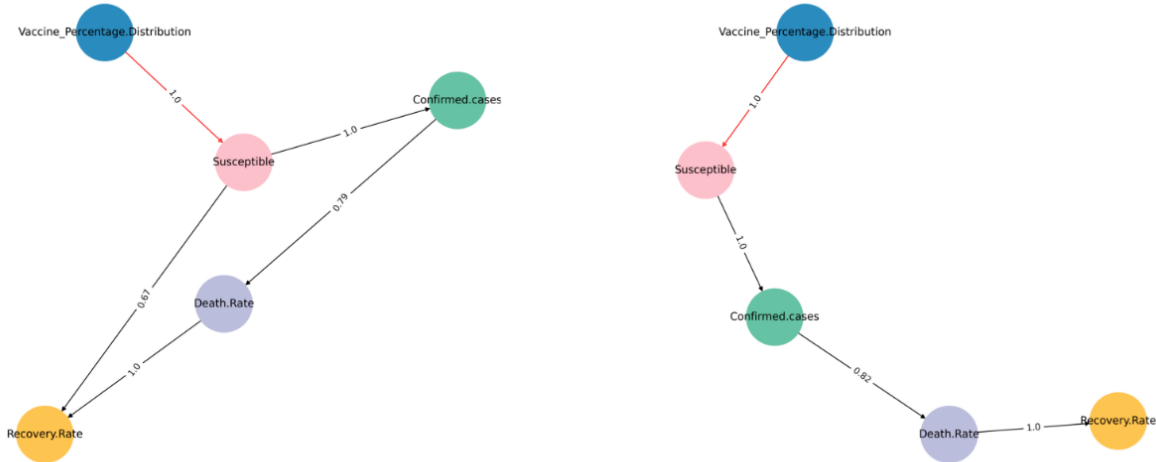 Vaccine_Percentage.Distribution
1.0
Confirmed.cases
1.0
Susceptible
0.79
0.67
Death.Rate
1.0
Recovery.Rate
Vaccine_Percentage.Distribution
1.0
Susceptible
1.0
Confirmed.cases
0.82
Death.Rate
1.0
Recovery.Rate